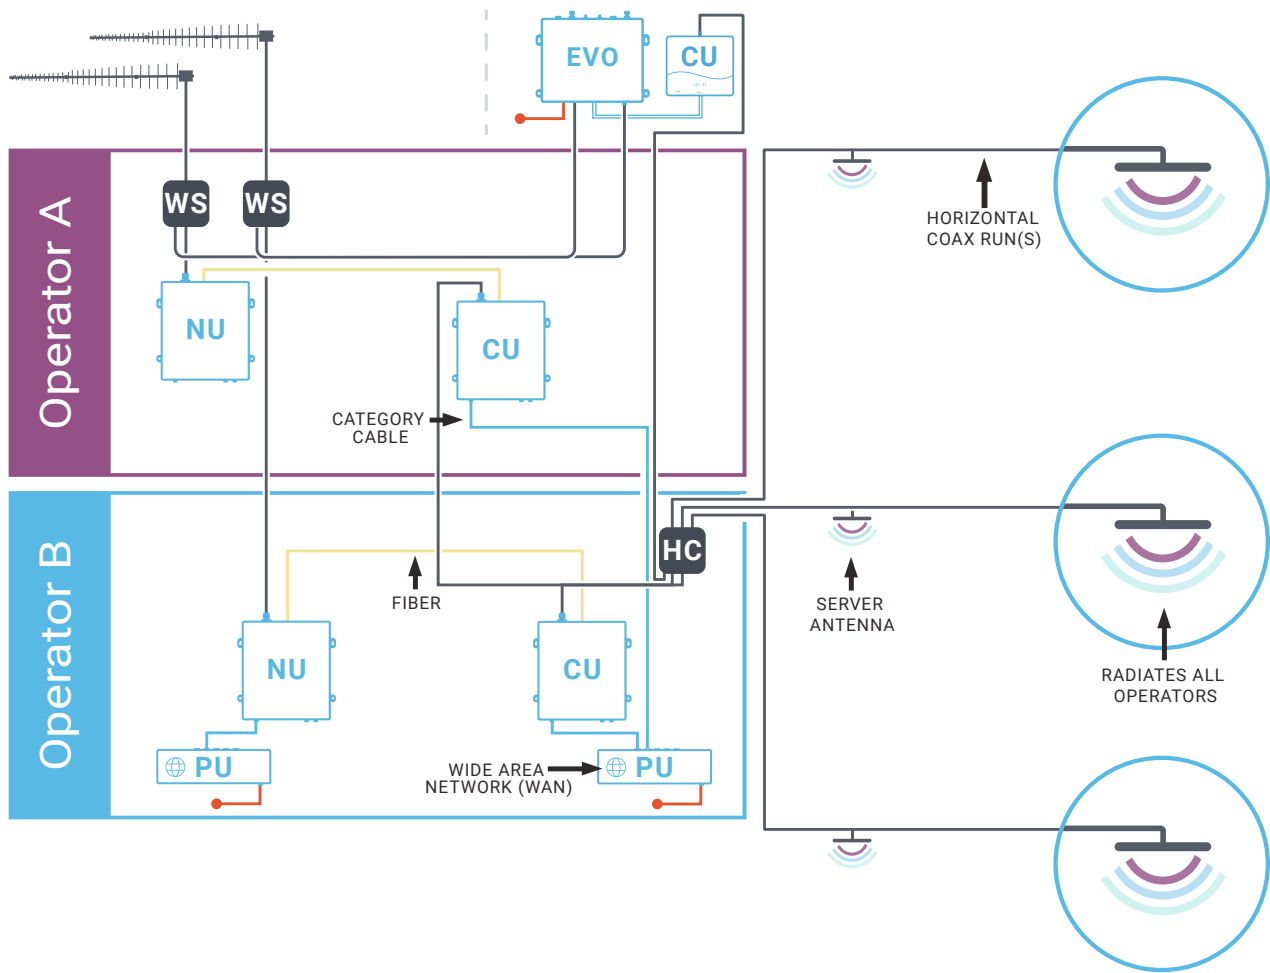 EVO
CU
Operator A
WS
WS
HORIZONTAL
COAX RUN(S)
NU
CU
CATEGORY
CABLE
Operator B
HC
FIBER
SERVER
ANTENNA
NU
CU
RADIATES ALL
OPERATORS
PU
WIDE AREA
NETWORK (WAN)
PU